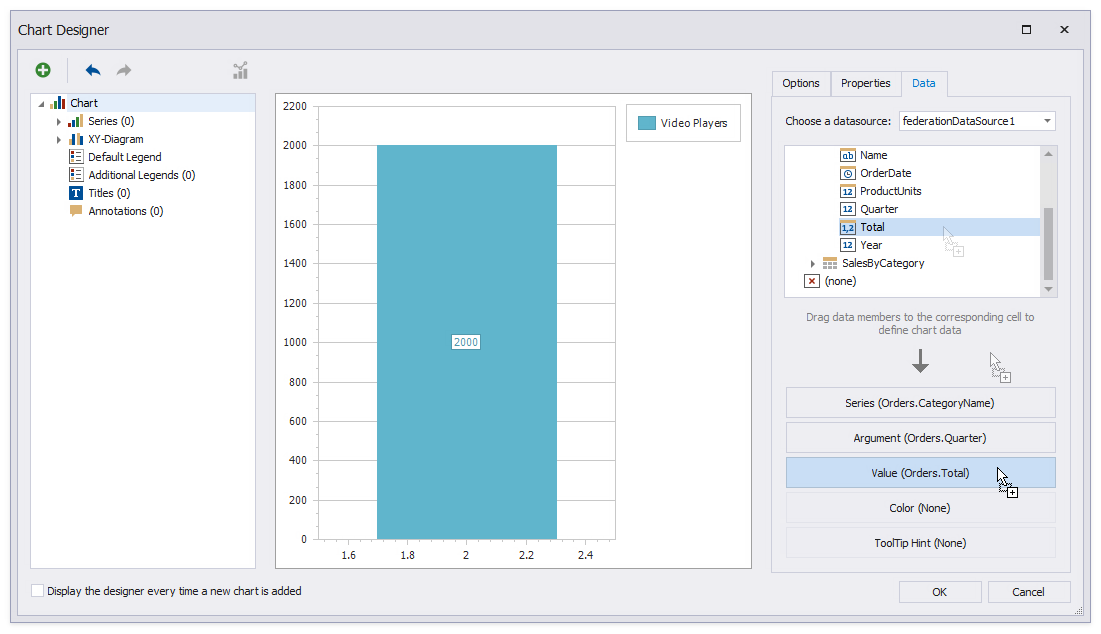 Chart Designer
Chart
Series (0)
XY-Diagram
Default Legend
Additional Legends (0)
T Titles (0)
Annotations (0)
2200
2000
1800
1600
1400
1200
1000
800
600
400
200
0
2000
1.6 1.8 2 2.2 2.4
Video Players
Options Properties Data
Choose a datasource: federationDataSource1
ab Name
OrderDate
12 ProductUnits
12 Quarter
1,2 Total
12 Year
SalesByCategory
(none)
Drag data members to the corresponding cell to
define chart data
Series (Orders.CategoryName)
Argument (Orders.Quarter)
Value (Orders.Total)
Color (None)
ToolTip Hint (None)
Display the designer every time a new chart is added
OK Cancel